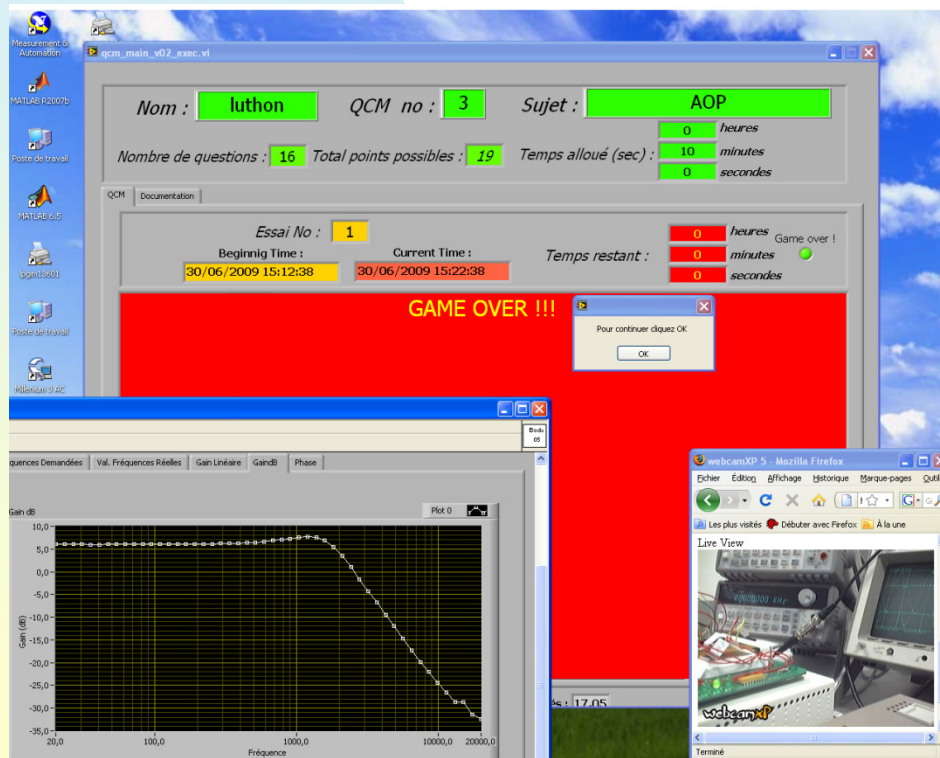 Measurement & Automation
MATLAB R2007b
Poste de travail
MATLAB 6.5
Poste de travail
Millenium 3 AC
qcm_main_v02_exec.vi
Nom : luthon QCM no : 3 Sujet : AOP
Nombre de questions : 16 Total points possibles : 19 Temps alloué (sec) : 0 heures
10 minutes
0 secondes
QCM Documentation
Essai No : 1
Beginnig Time : Current Time :
30/06/2009 15:12:38 30/06/2009 15:22:38
Temps restant : 0 heures
0 minutes
0 secondes
Game over !
GAME OVER !!!
Pour continuer cliquez OK
OK
és : 17,05
Bode
05
quences Demandées Val. Fréquences Réelles Gain Linéaire GaindB Phase
Gain dB
Plot 0
10,0
5,0
0,0
-5,0
-10,0
-15,0
-20,0
-25,0
-30,0
-35,0
Gain (dB)
20,0 100,0 1000,0 10000,0 20000,0
Fréquence
webcamXP 5 - Mozilla Firefox
Fichier Édition Affichage Historique Marque-pages Outil
Les plus visités Débuter avec Firefox À la une
Live View
webcamXP
Terminé